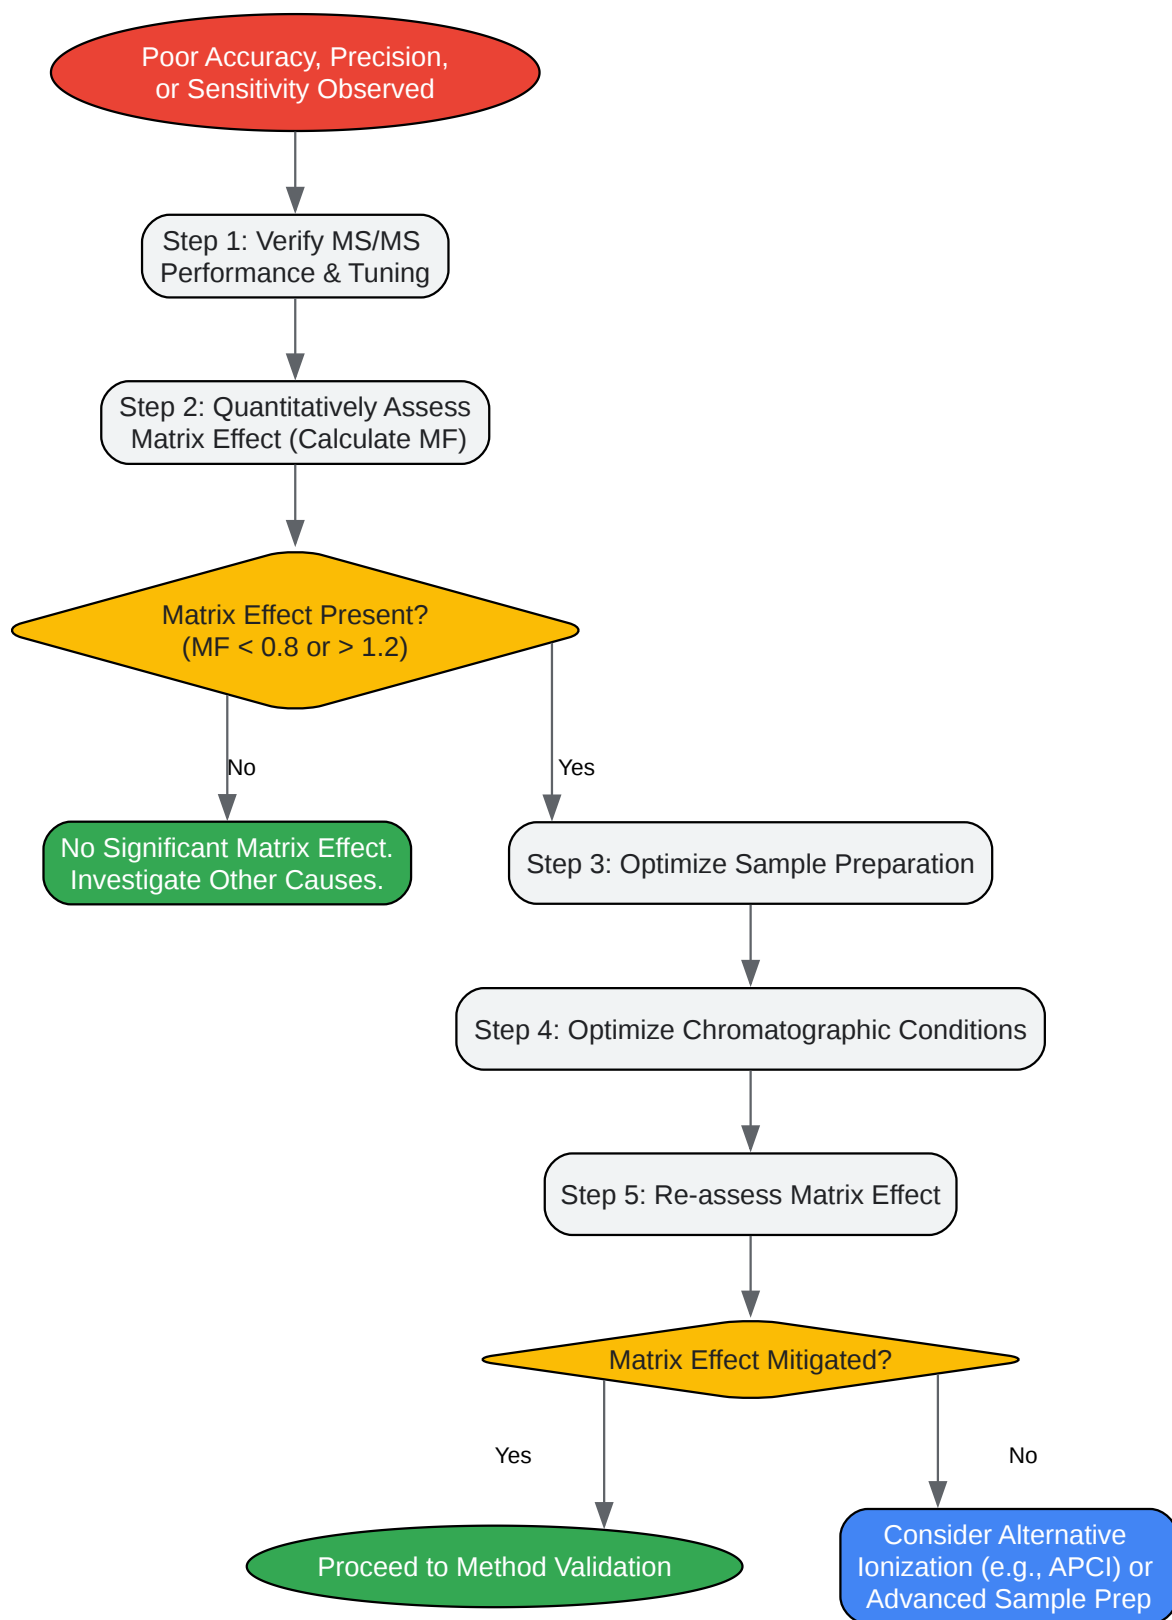 Poor Accuracy, Precision,
or Sensitivity Observed
Step 1: Verify MS/MS
Performance & Tuning
Step 2: Quantitatively Assess
Matrix Effect (Calculate MF)
Matrix Effect Present?
(MF < 0.8 or > 1.2)
No
Yes
No Significant Matrix Effect.
Investigate Other Causes.
Step 3: Optimize Sample Preparation
Step 4: Optimize Chromatographic Conditions
Step 5: Re-assess Matrix Effect
Matrix Effect Mitigated?
Yes
No
Proceed to Method Validation
Consider Alternative
Ionization (e.g., APCI) or
Advanced Sample Prep